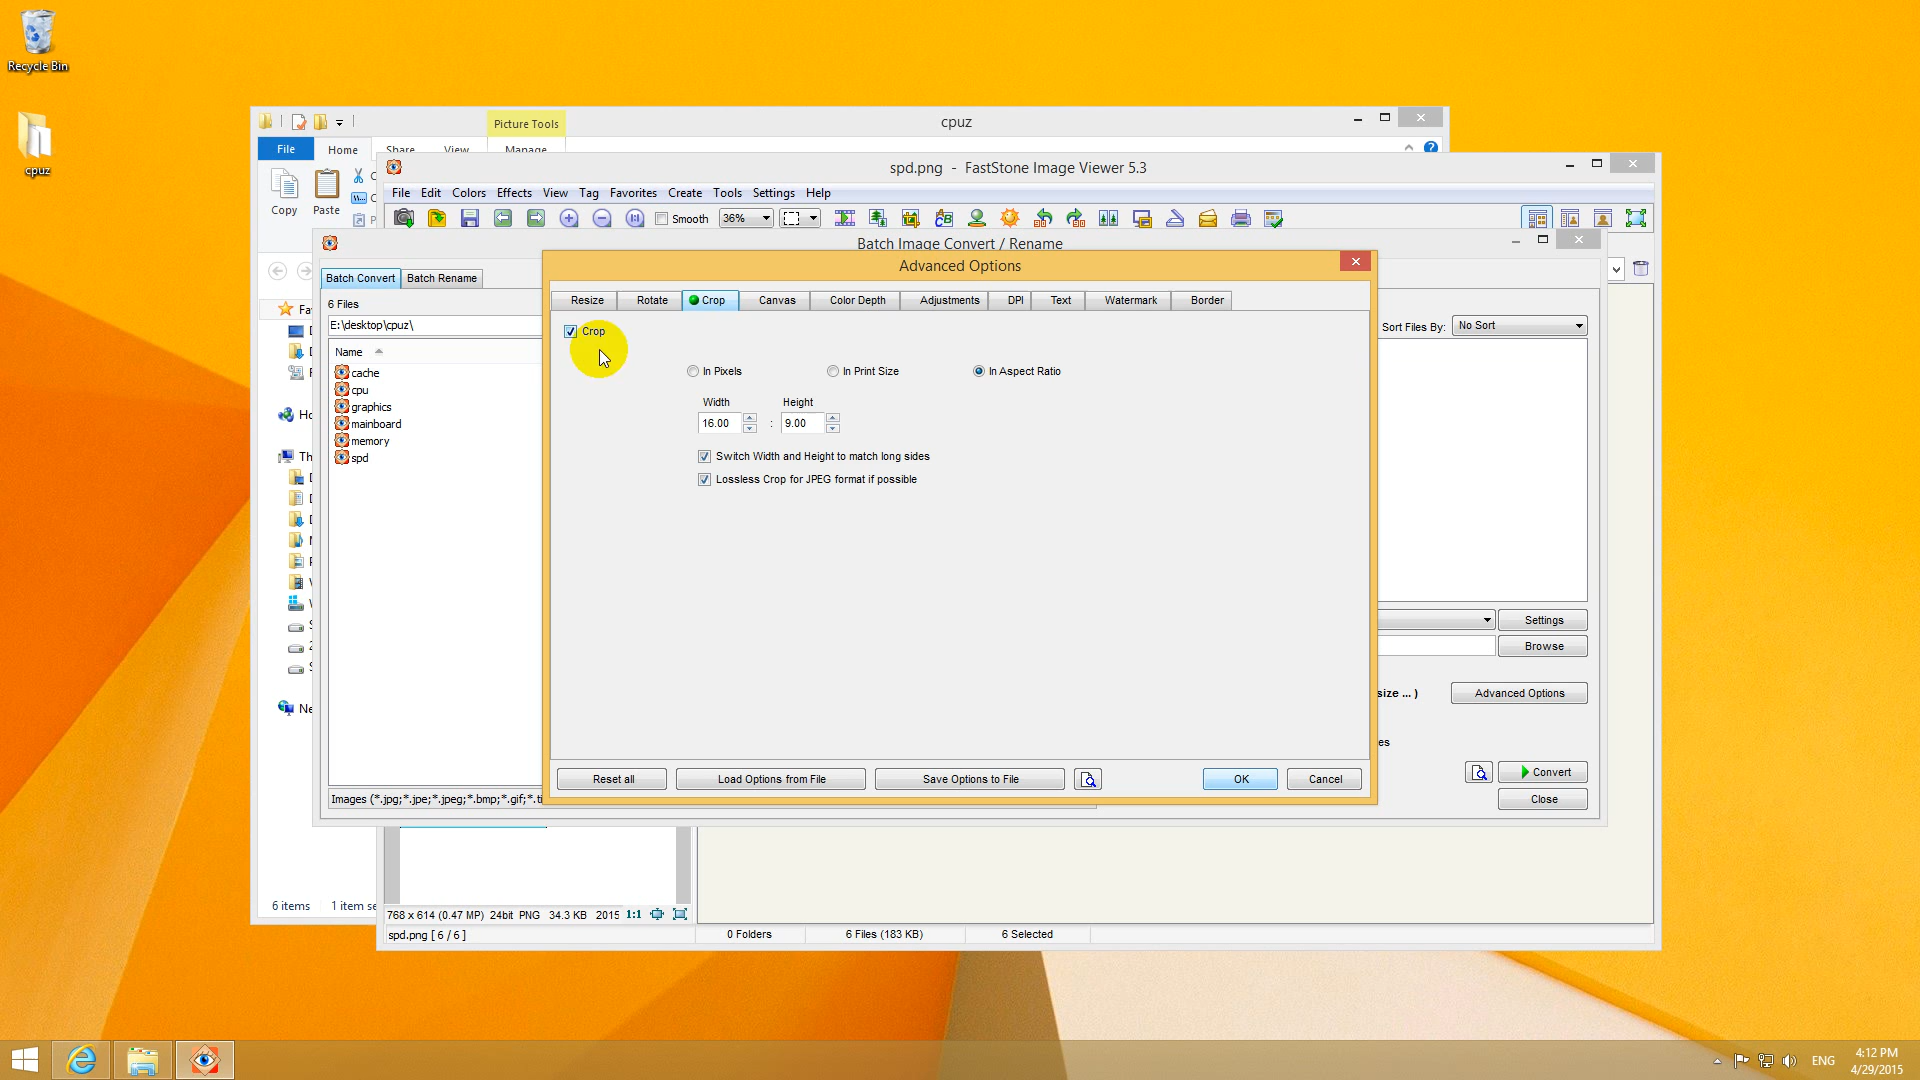 Recycle Bin
cpuz
Picture Tools
cpuz
File
Home
Share
View
Manage
Copy
Paste
spd.png - FastStone Image Viewer 5.3
File Edit Colors Effects View Tag Favorites Create Tools Settings Help
Smooth
36%
Batch Image Convert / Rename
Batch Convert
Batch Rename
6 Files
E:\desktop\cpuz\
Name
cache
cpu
graphics
mainboard
memory
spd
Images (*.jpg;*.jpe;*.jpeg;*.bmp;*.gif;*.ti
Advanced Options
Resize
Rotate
Crop
Canvas
Color Depth
Adjustments
DPI
Text
Watermark
Border
Crop
In Pixels
In Print Size
In Aspect Ratio
Width
Height
16.00 : 9.00
Switch Width and Height to match long sides
Lossless Crop for JPEG format if possible
Reset all
Load Options from File
Save Options to File
OK
Cancel
Sort Files By:
No Sort
Settings
Browse
size ... )
Advanced Options
es
Convert
Close
6 items
1 item se
768 x 614 (0.47 MP) 24bit PNG 34.3 KB 2015
1:1
spd.png [ 6 / 6 ]
0 Folders
6 Files (183 KB)
6 Selected
ENG
4:12 PM
4/29/2015